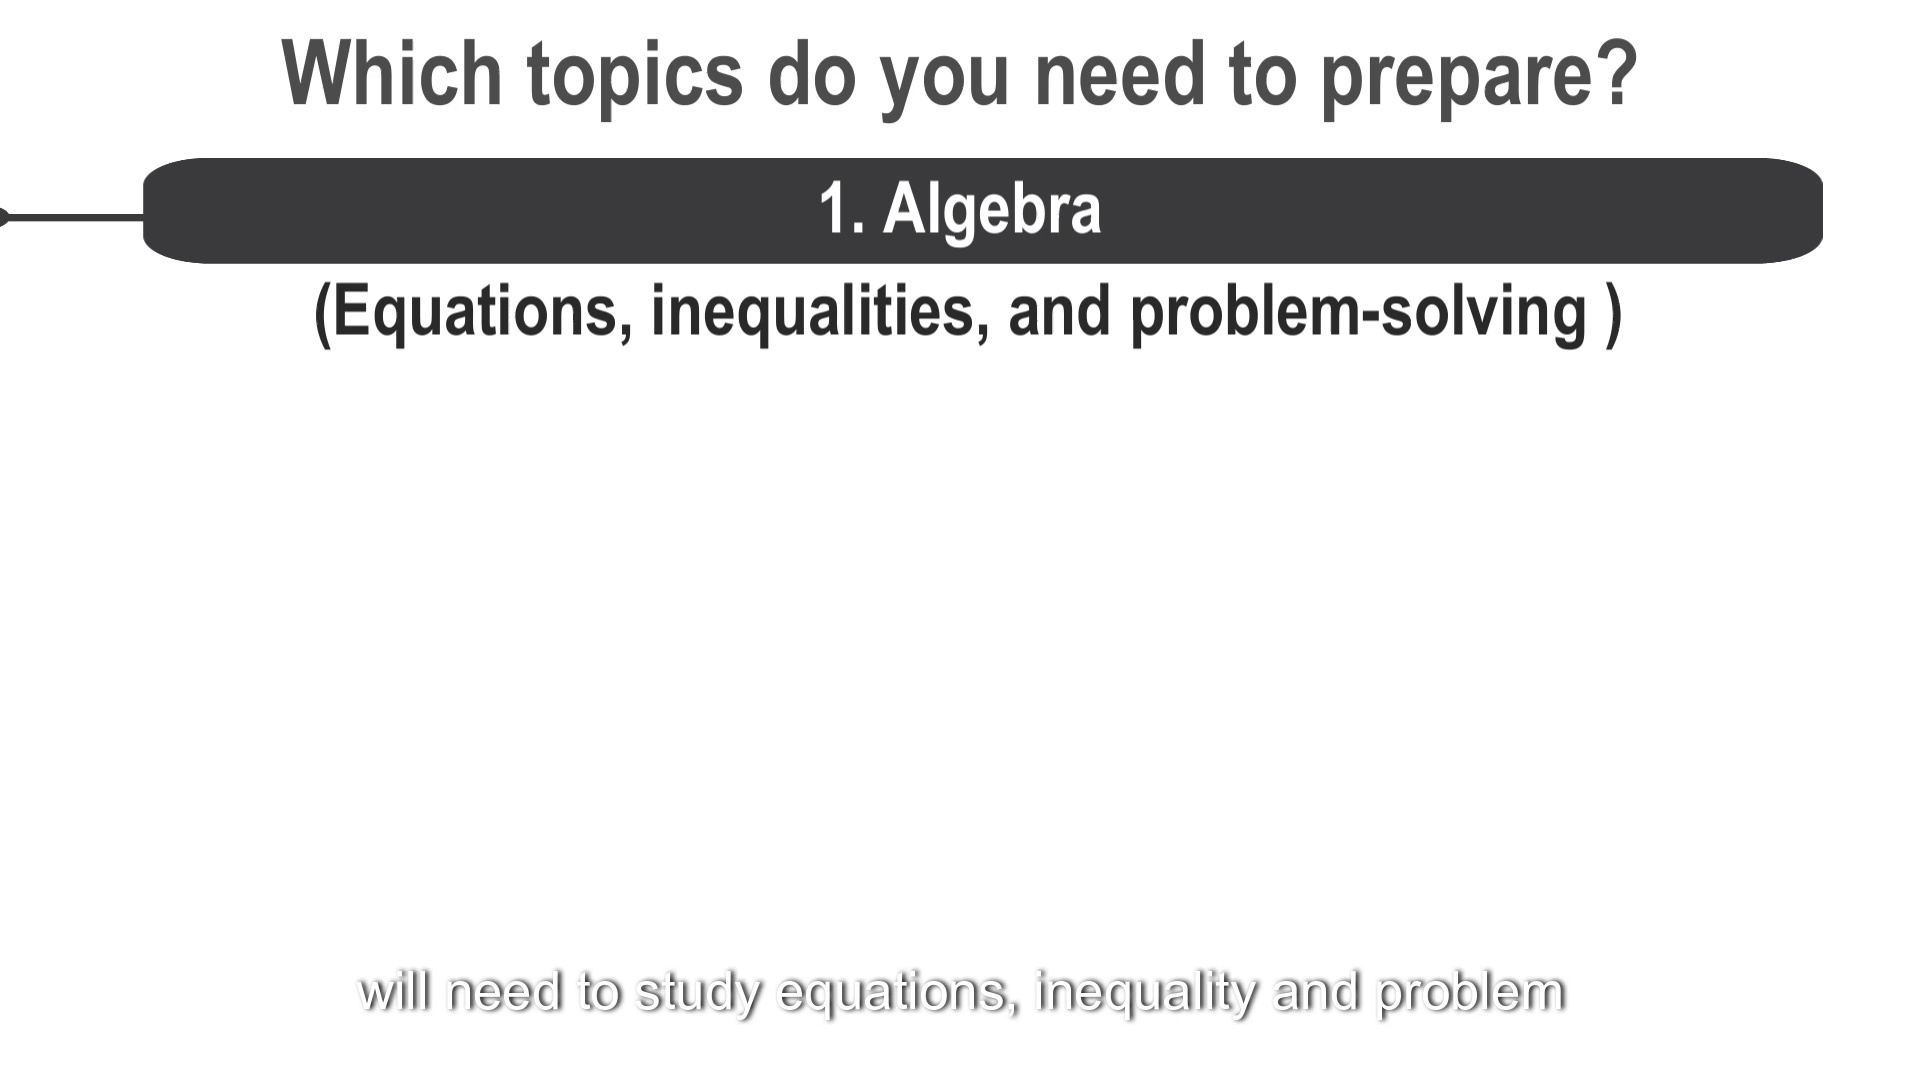 Which topics do you need to prepare?
1. Algebra
(Equations, inequalities, and problem-solving )
will need to study equations, inequality and problem